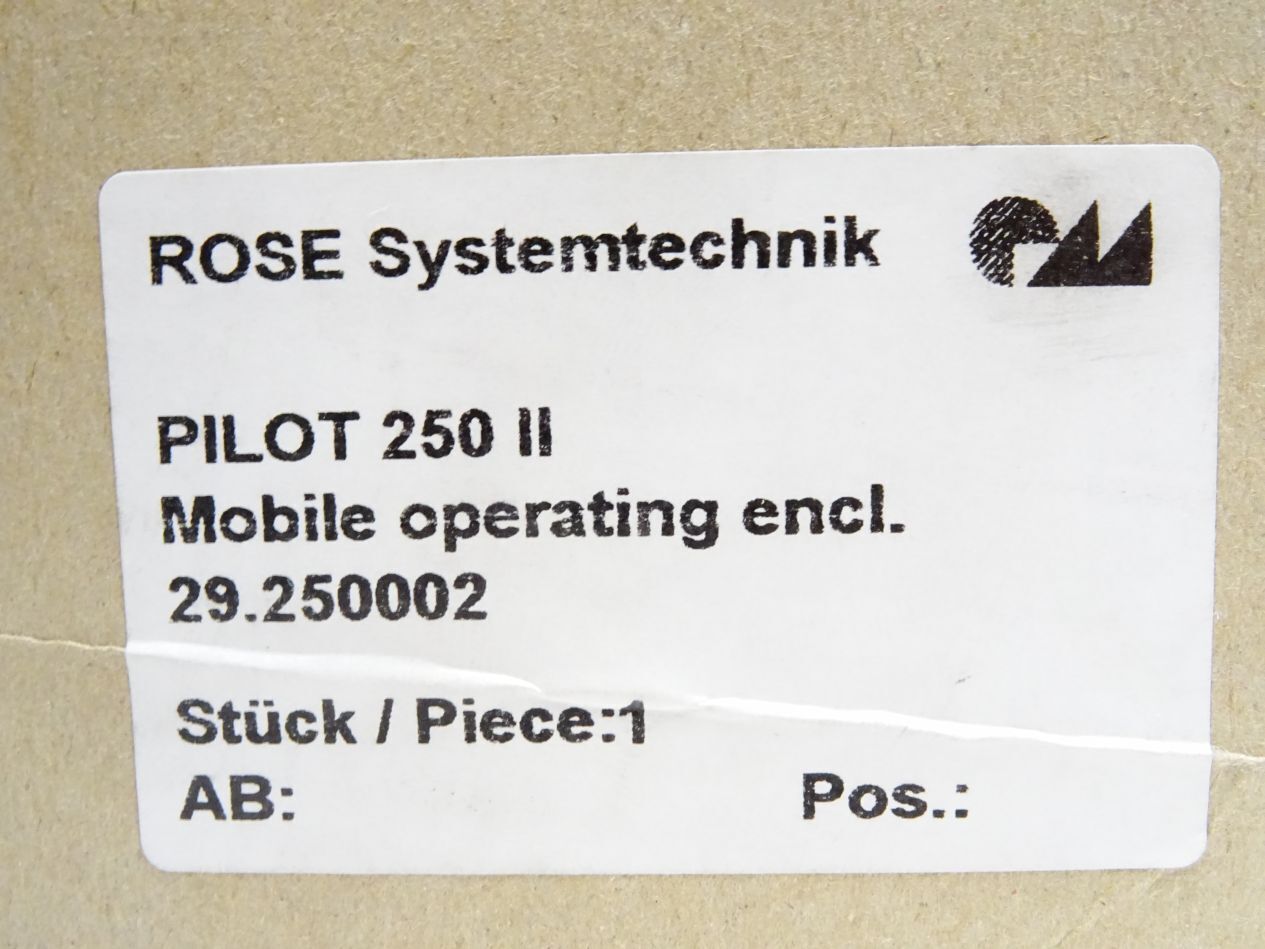 ROSE Systemtechnik
PILOT 250 II
Mobile operating encl.
29.250002
Stück / Piece:1
AB:
Pos.: